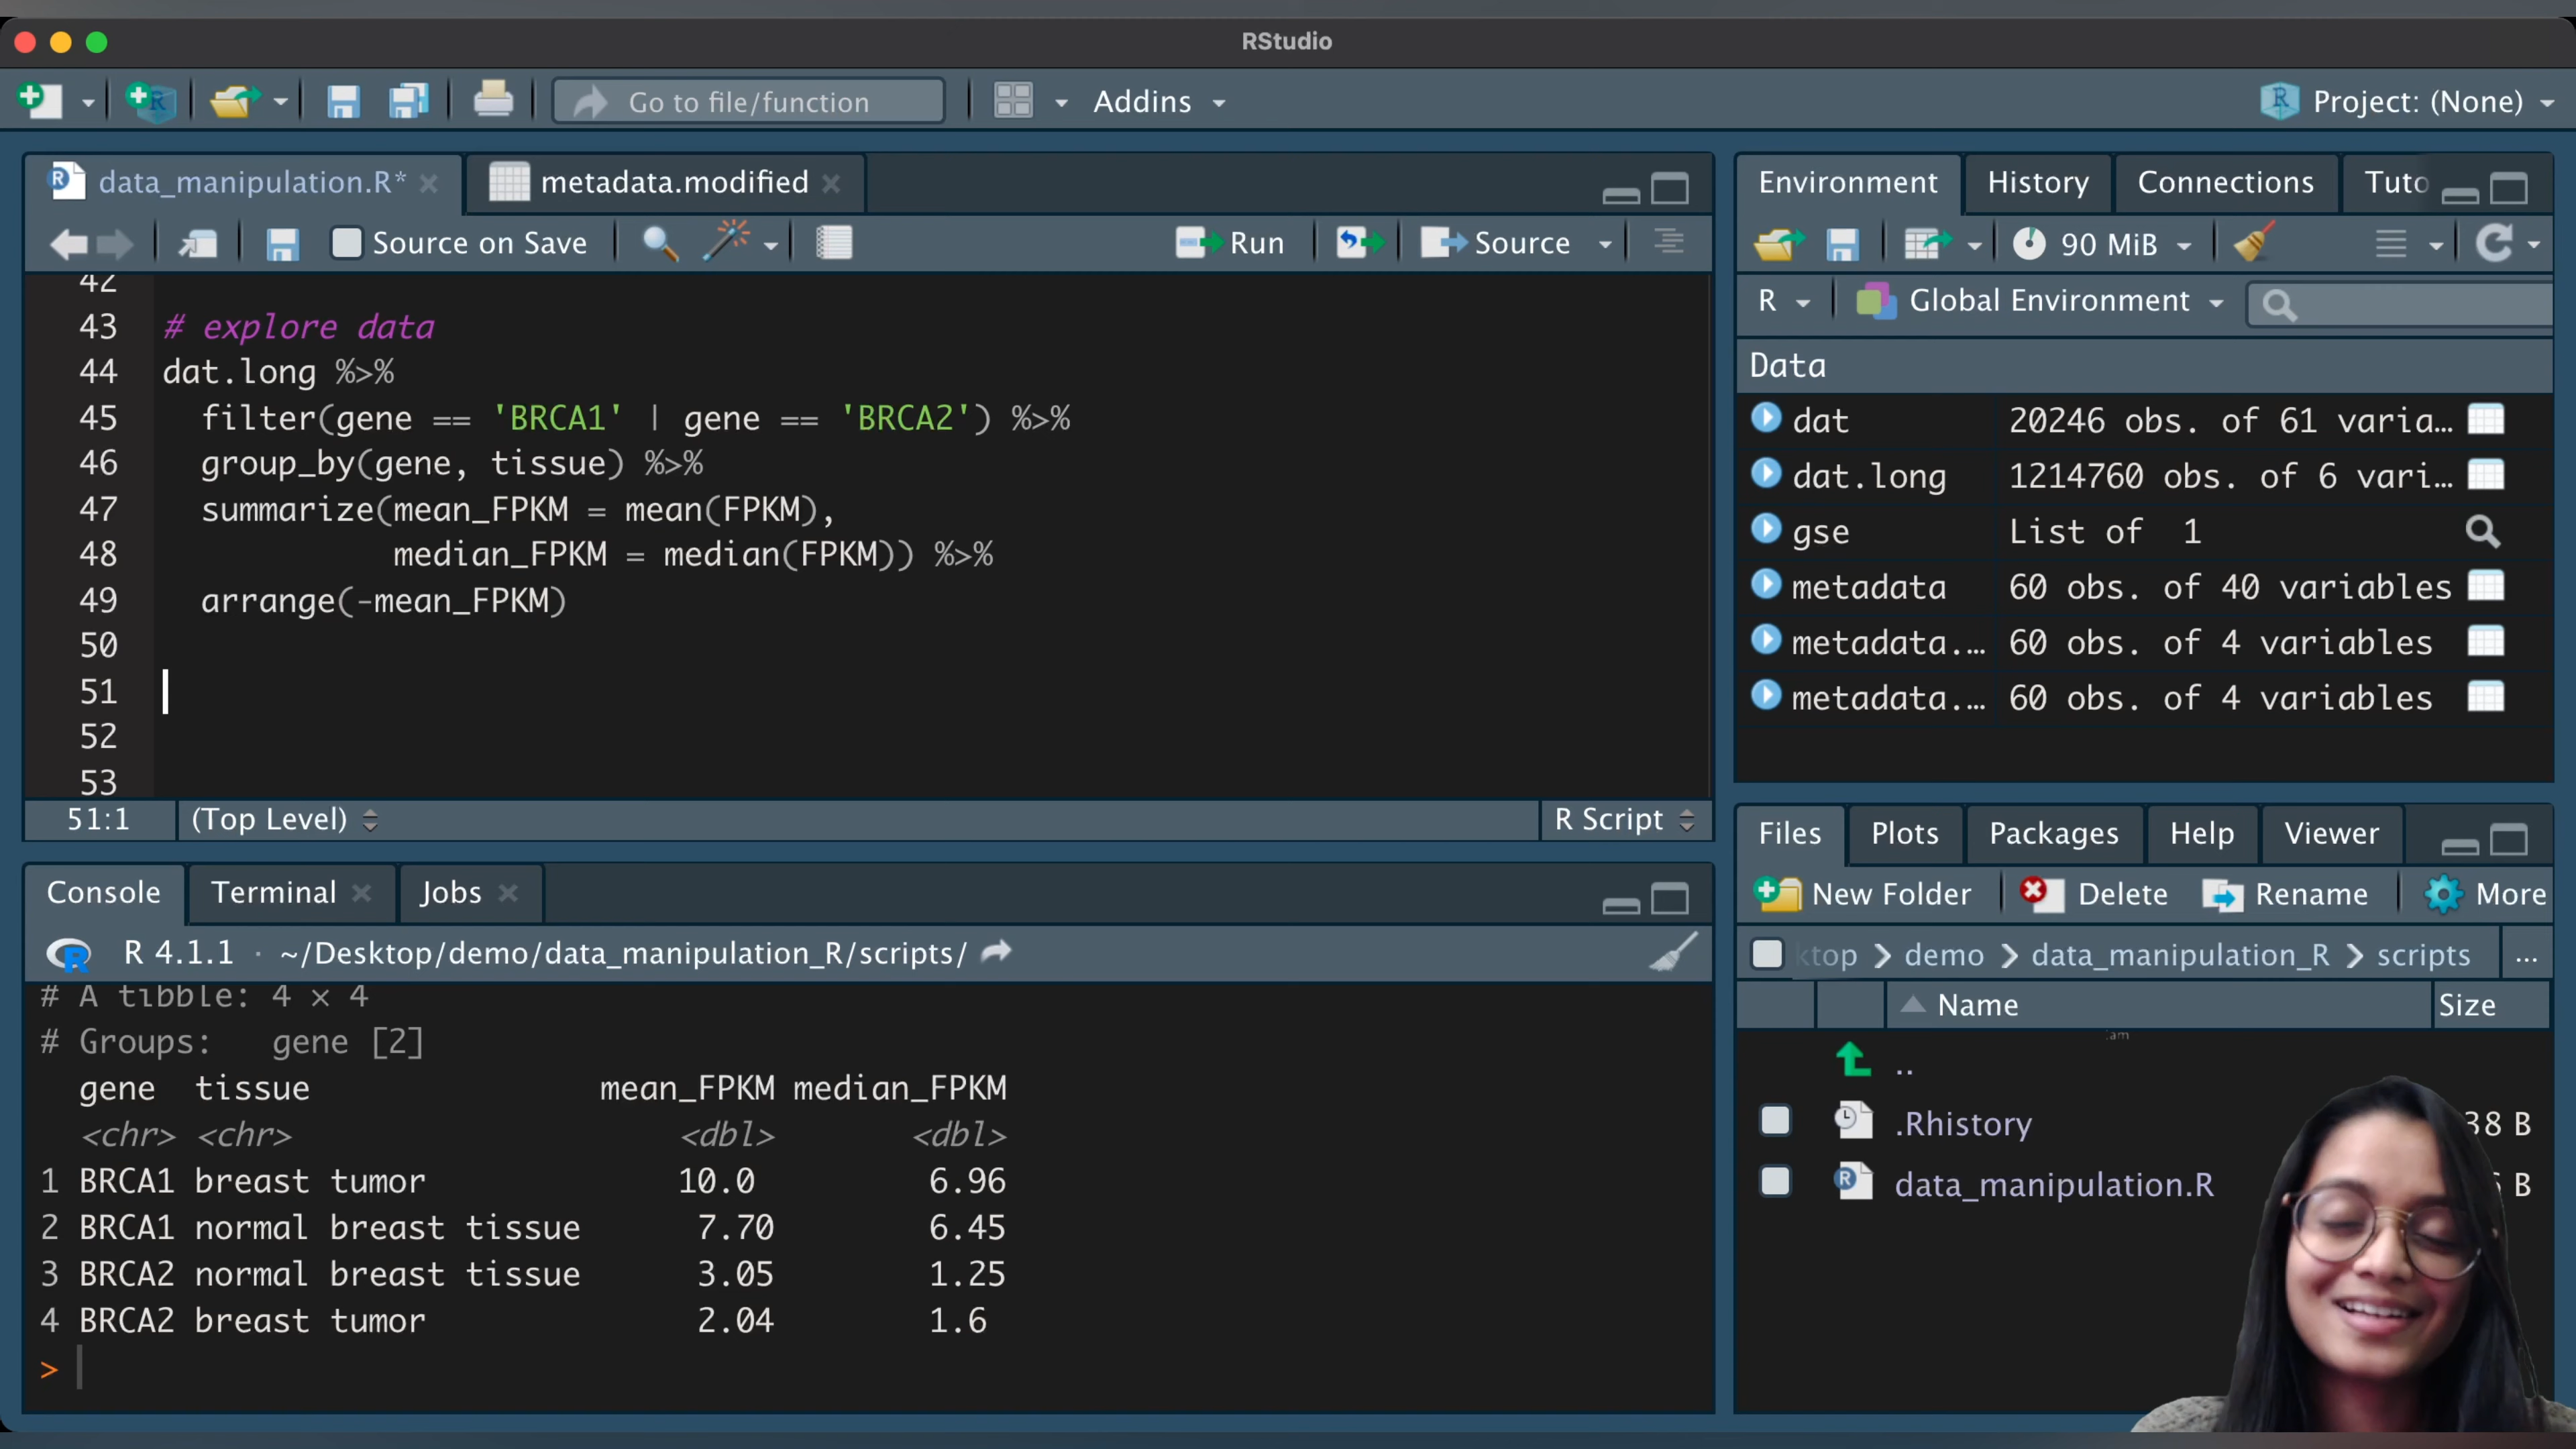 RStudio
Go to file/function
Addins
Project: (None)
data_manipulation.R*
metadata.modified
Source on Save
Run
Source
42
43 # explore data
44 dat.long %>%
45 filter(gene == 'BRCA1' | gene == 'BRCA2') %>%
46 group_by(gene, tissue) %>%
47 summarize(mean_FPKM = mean(FPKM),
48 median_FPKM = median(FPKM)) %>%
49 arrange(-mean_FPKM)
50
51
52
53
51:1 (Top Level) R Script
Console Terminal Jobs
R 4.1.1 · ~/Desktop/demo/data_manipulation_R/scripts/
# A tibble: 4 × 4
# Groups: gene [2]
gene tissue mean_FPKM median_FPKM
<chr> <chr> <dbl> <dbl>
1 BRCA1 breast tumor 10.0 6.96
2 BRCA1 normal breast tissue 7.70 6.45
3 BRCA2 normal breast tissue 3.05 1.25
4 BRCA2 breast tumor 2.04 1.6
>
Environment History Connections Tuto
90 MiB
R Global Environment
Data
dat 20246 obs. of 61 varia…
dat.long 1214760 obs. of 6 vari…
gse List of 1
metadata 60 obs. of 40 variables
metadata.… 60 obs. of 4 variables
metadata.… 60 obs. of 4 variables
Files Plots Packages Help Viewer
New Folder Delete Rename More
ktop > demo > data_manipulation_R > scripts ...
Name Size
..
.Rhistory 38 B
data_manipulation.R B